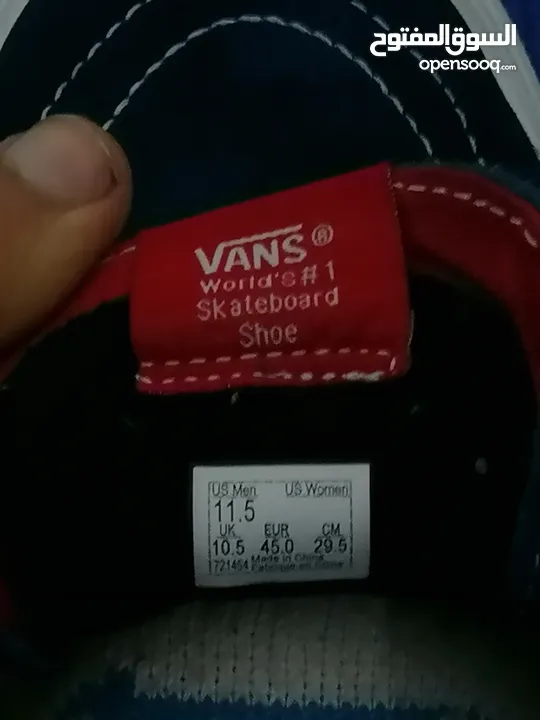 السوق المفتوح
opensooq.com
VANS®
World's #1
Skateboard
Shoe
US Men US Women
11.5
UK EUR CM
10.5 45.0 29.5
721454 Made in China
Fabriqué en Chine